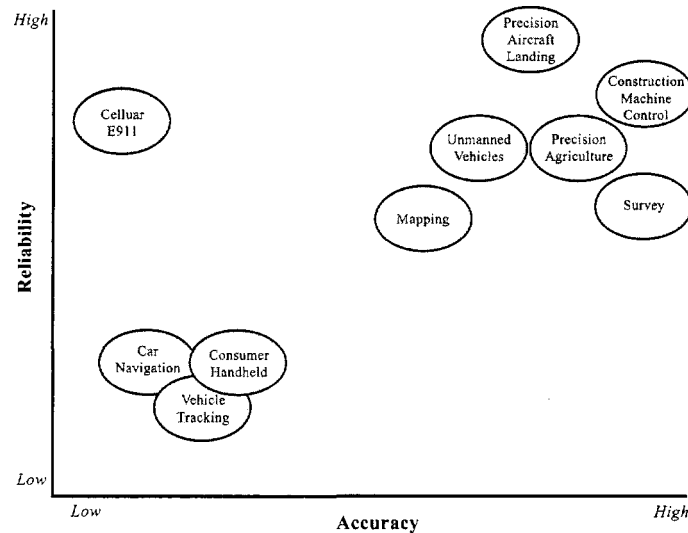 High
Precision
Aircraft
Landing
Construction
Machine
Control
Celluar
E911
Unmanned
Vehicles
Precision
Agriculture
Mapping
Survey
Reliability
Car
Navigation
Consumer
Handheld
Vehicle
Tracking
Low
Low
High
Accuracy